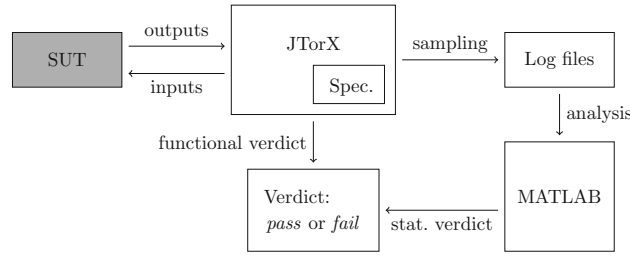 outputs
SUT
inputs
JTorX
Spec.
sampling
Log files
analysis
functional verdict
Verdict:
pass or fail
stat. verdict
MATLAB